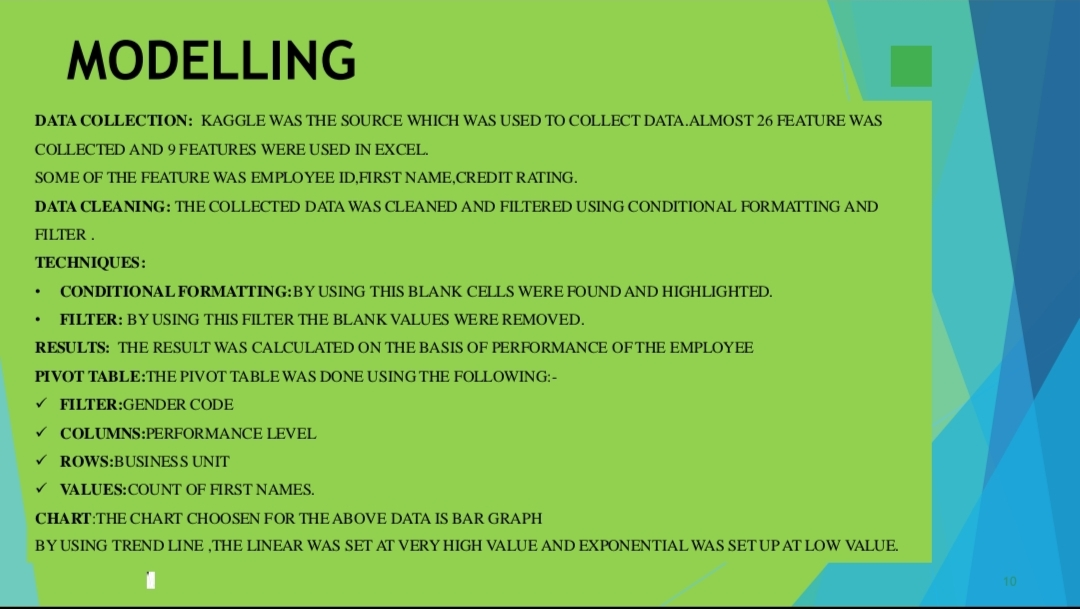 MODELLING
DATA COLLECTION: KAGGLE WAS THE SOURCE WHICH WAS USED TO COLLECT DATA.ALMOST 26 FEATURE WAS
COLLECTED AND 9 FEATURES WERE USED IN EXCEL.
SOME OF THE FEATURE WAS EMPLOYEE ID,FIRST NAME,CREDIT RATING.
DATA CLEANING: THE COLLECTED DATA WAS CLEANED AND FILTERED USING CONDITIONAL FORMATTING AND
FILTER .
TECHNIQUES:
• CONDITIONAL FORMATTING:BY USING THIS BLANK CELLS WERE FOUND AND HIGHLIGHTED.
• FILTER: BY USING THIS FILTER THE BLANK VALUES WERE REMOVED.
RESULTS: THE RESULT WAS CALCULATED ON THE BASIS OF PERFORMANCE OF THE EMPLOYEE
PIVOT TABLE:THE PIVOT TABLE WAS DONE USING THE FOLLOWING:-
✓ FILTER:GENDER CODE
✓ COLUMNS:PERFORMANCE LEVEL
✓ ROWS:BUSINESS UNIT
✓ VALUES:COUNT OF FIRST NAMES.
CHART:THE CHART CHOOSEN FOR THE ABOVE DATA IS BAR GRAPH
BY USING TREND LINE ,THE LINEAR WAS SET AT VERY HIGH VALUE AND EXPONENTIAL WAS SET UP AT LOW VALUE.
10